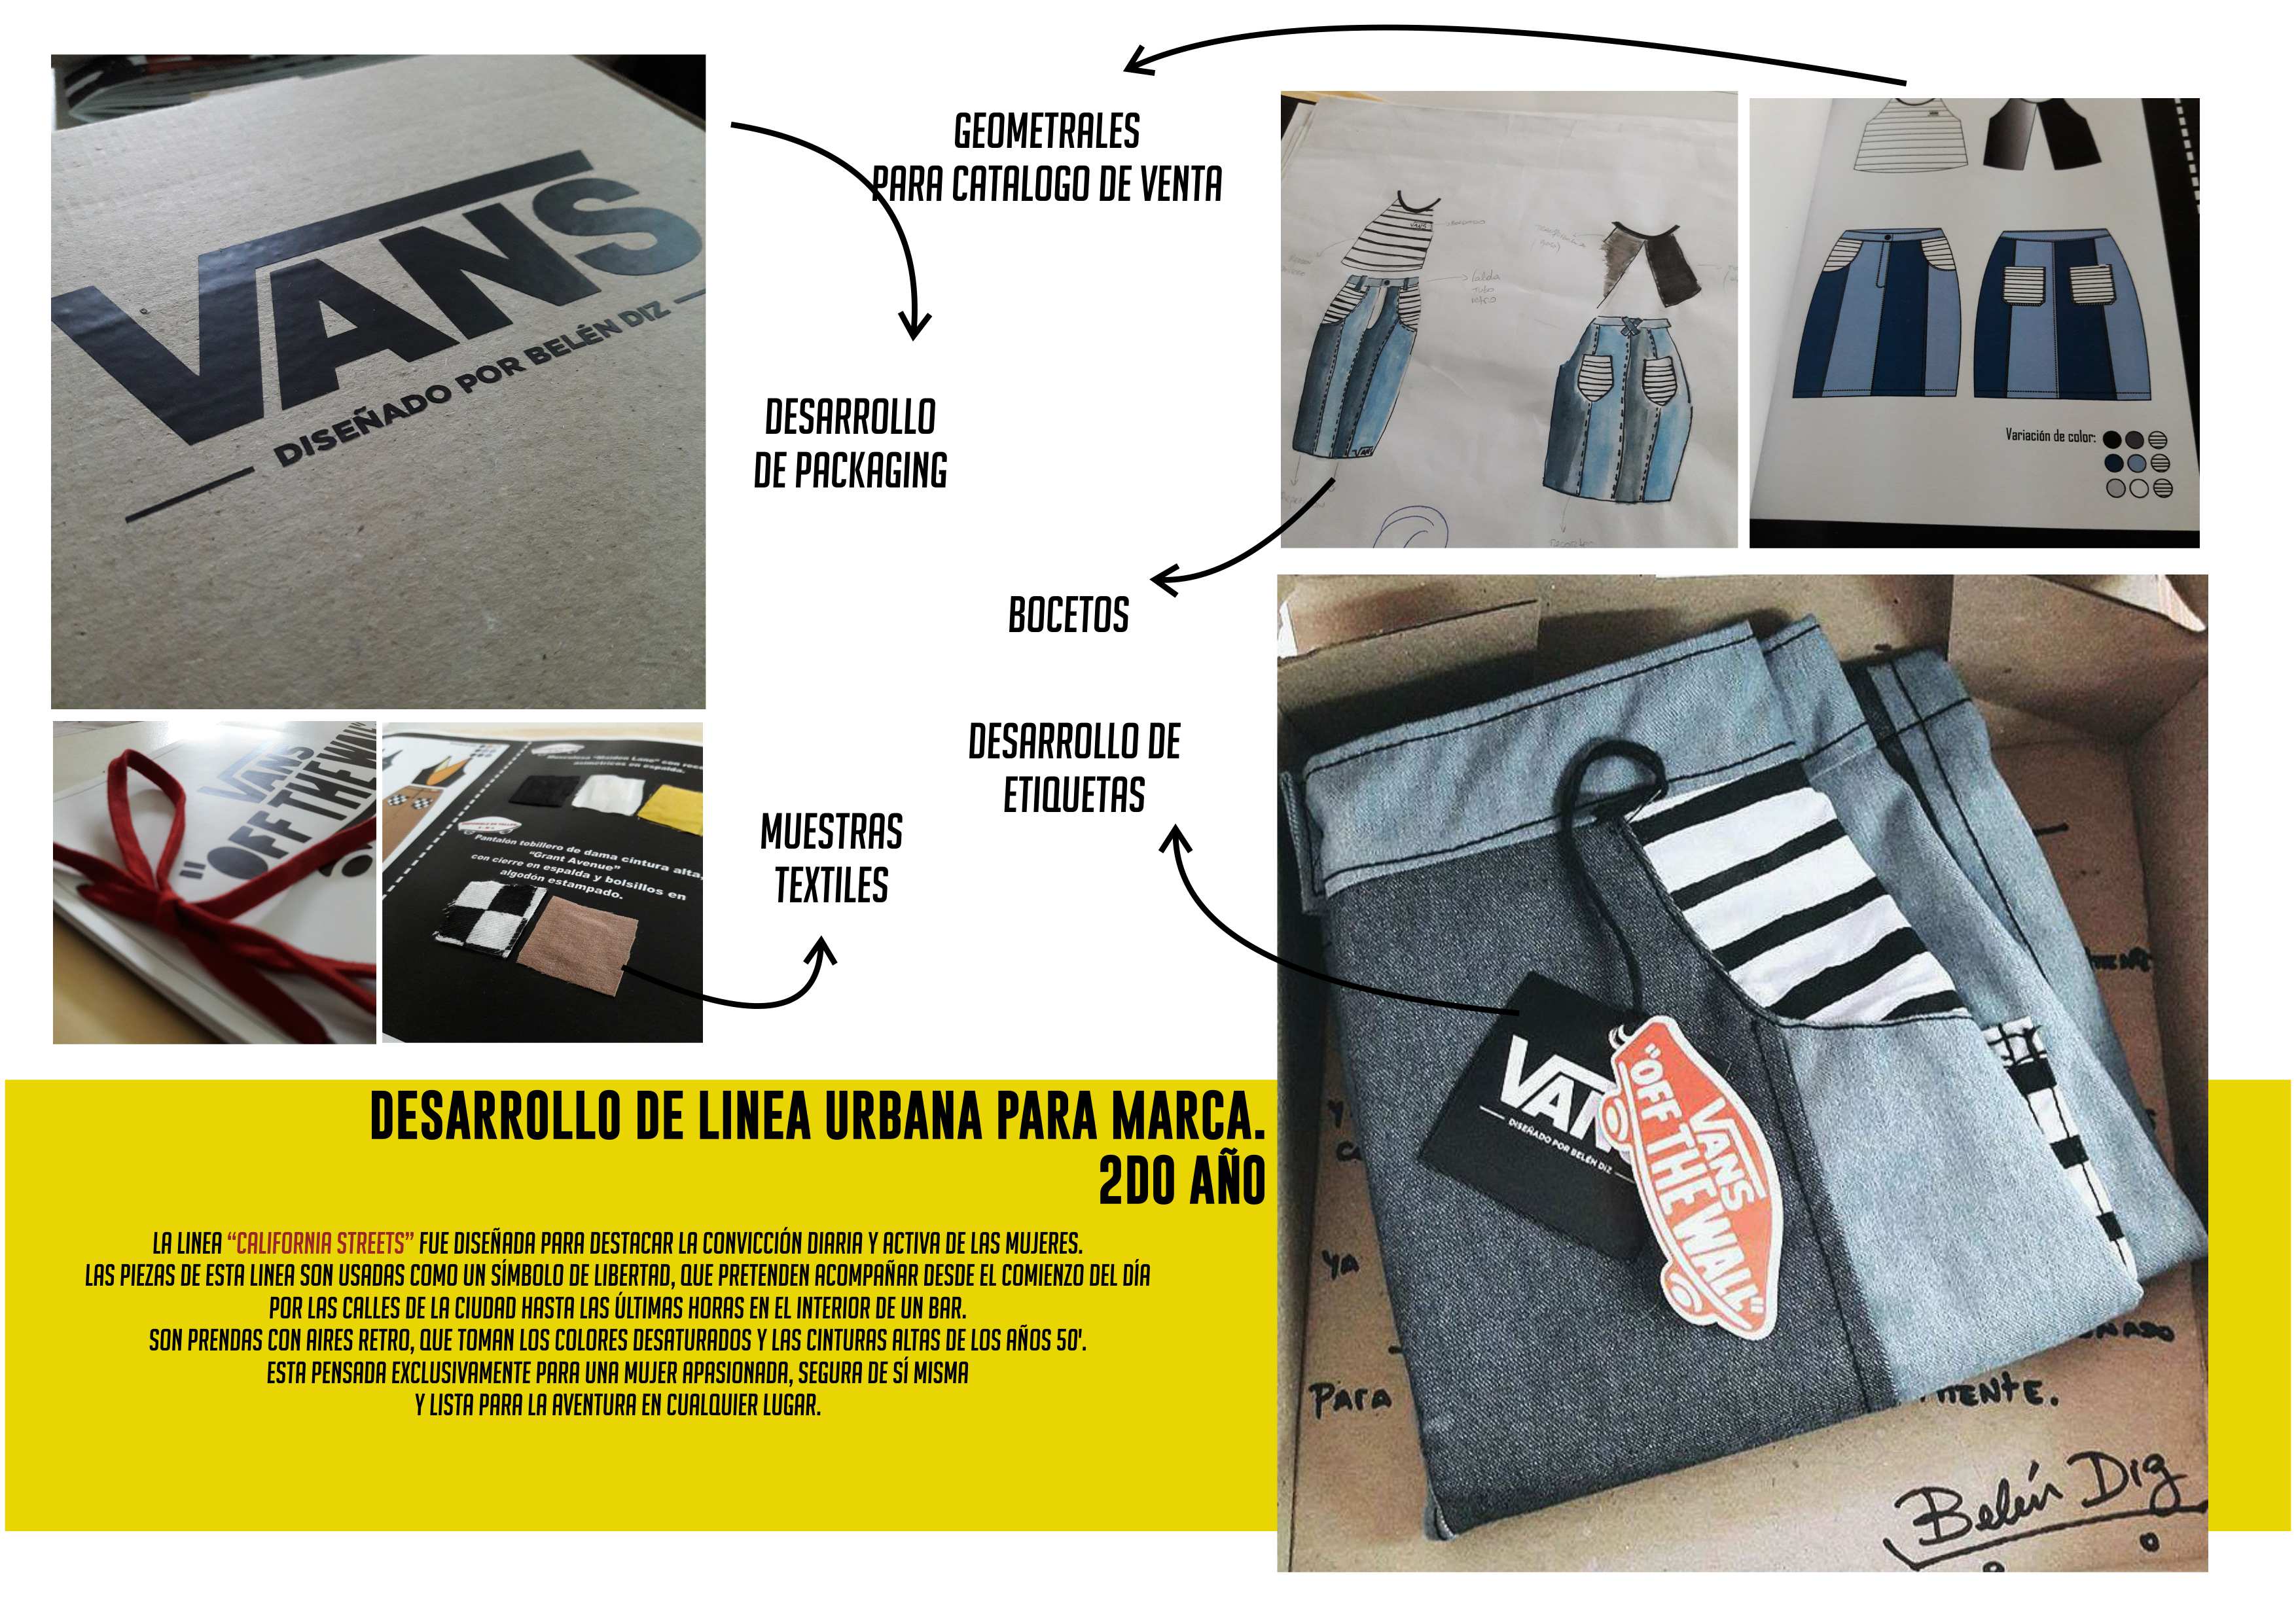 VANS
DISEÑADO POR BELÉN DIZ
GEOMETRALES
PARA CATALOGO DE VENTA
DESARROLLO
DE PACKAGING
BOCETOS
VANS
falda
tubo
VANS
Variación de color:
DESARROLLO DE
ETIQUETAS
MUESTRAS
TEXTILES
VANS
"OFF THE WALL"
"Maiden Lane" con
en espalda.
Pantalón tobillero de dama cintura alta
"Grant Avenue"
con cierre en espalda y bolsillos en
algodón estampado.
VAN
DISEÑADO POR BELÉN DIZ
VANS
"OFF THE WALL"
ya
Para
MENTE.
Belén Diz
DESARROLLO DE LINEA URBANA PARA MARCA.
2DO AÑO
LA LINEA “CALIFORNIA STREETS” FUE DISEÑADA PARA DESTACAR LA CONVICCIÓN DIARIA Y ACTIVA DE LAS MUJERES.
LAS PIEZAS DE ESTA LINEA SON USADAS COMO UN SÍMBOLO DE LIBERTAD, QUE PRETENDEN ACOMPAÑAR DESDE EL COMIENZO DEL DÍA
POR LAS CALLES DE LA CIUDAD HASTA LAS ÚLTIMAS HORAS EN EL INTERIOR DE UN BAR.
SON PRENDAS CON AIRES RETRO, QUE TOMAN LOS COLORES DESATURADOS Y LAS CINTURAS ALTAS DE LOS AÑOS 50'.
ESTA PENSADA EXCLUSIVAMENTE PARA UNA MUJER APASIONADA, SEGURA DE SÍ MISMA
Y LISTA PARA LA AVENTURA EN CUALQUIER LUGAR.